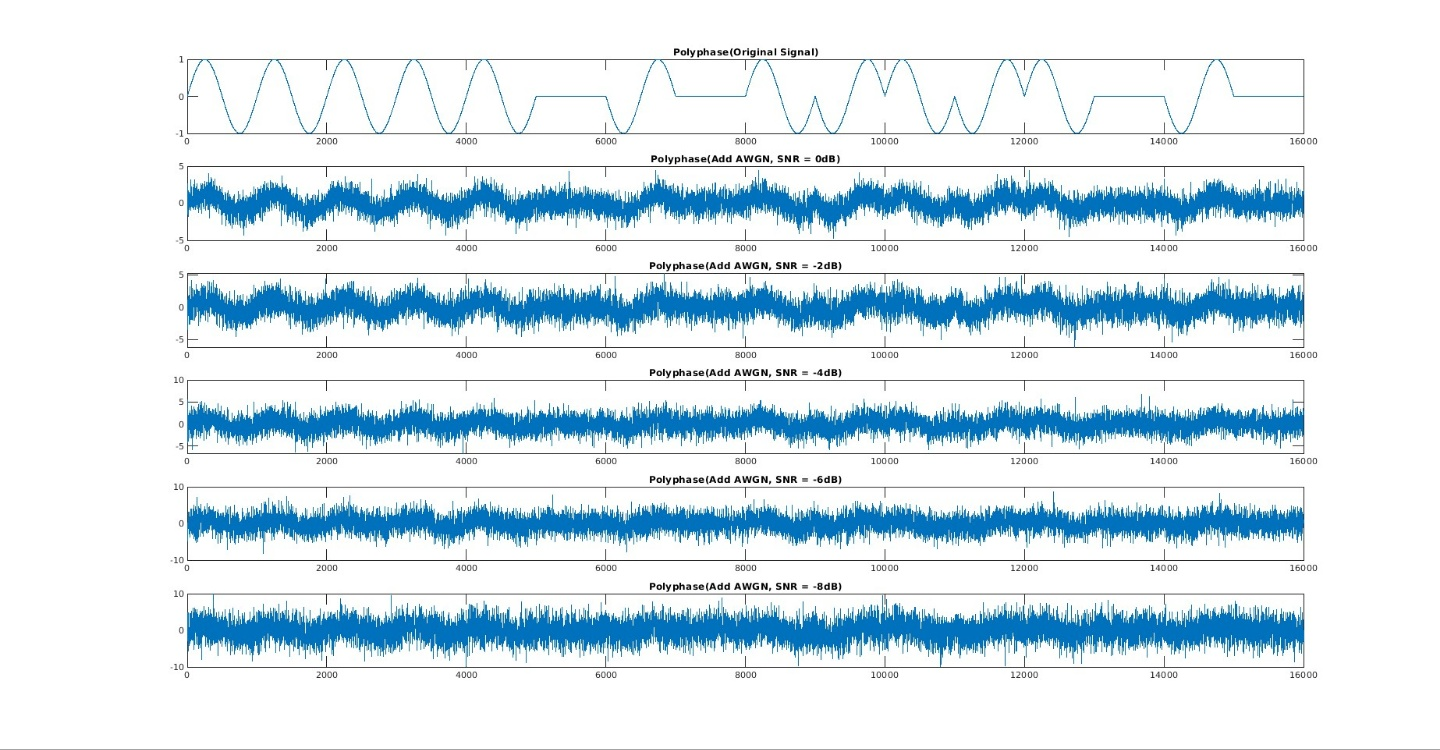 Polyphase(Original Signal)
1
0
-1
0 2000 4000 6000 8000 10000 12000 14000 16000
Polyphase(Add AWGN, SNR = 0dB)
5
0
-5
0 2000 4000 6000 8000 10000 12000 14000 16000
Polyphase(Add AWGN, SNR = -2dB)
5
0
-5
0 2000 4000 6000 8000 10000 12000 14000 16000
Polyphase(Add AWGN, SNR = -4dB)
10
5
0
-5
0 2000 4000 6000 8000 10000 12000 14000 16000
Polyphase(Add AWGN, SNR = -6dB)
10
0
-10
0 2000 4000 6000 8000 10000 12000 14000 16000
Polyphase(Add AWGN, SNR = -8dB)
10
0
-10
0 2000 4000 6000 8000 10000 12000 14000 16000